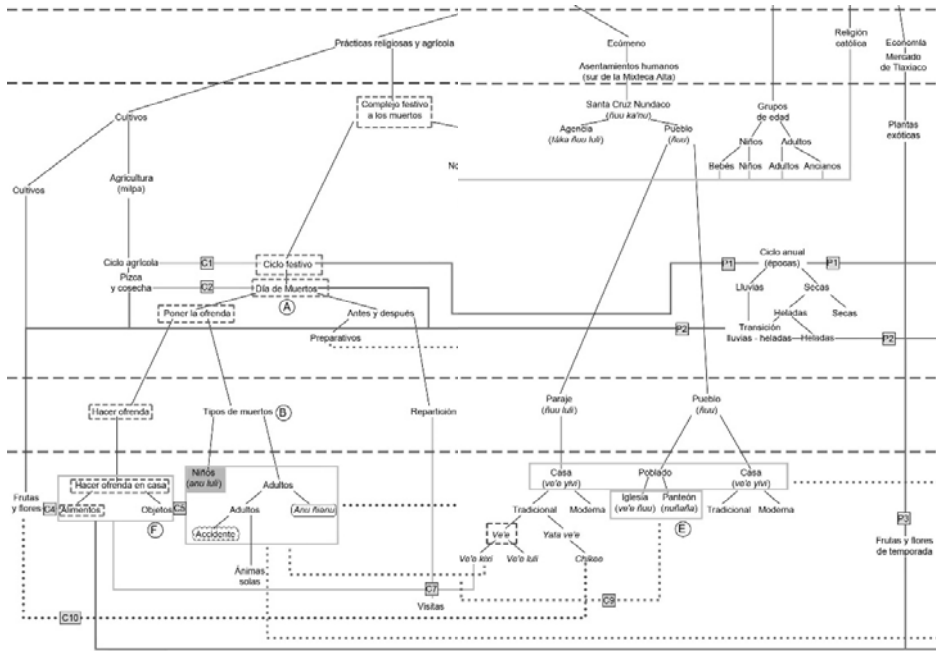 Prácticas religiosas y agrícola
Ecúmeno
Religión
católica
Economía
Mercado
de Tlaxiaco
Asentamientos humanos
(sur de la Mixteca Alta)
Complejo festivo
a los muertos
Cultivos
Santa Cruz Nundaco
(ñuu ka'nu)
Grupos
de edad
Plantas
exóticas
Agencia
(táku ñuu luli)
Pueblo
(ñuu)
Niños
Adultos
No
Bebés
Niños
Adultos
Ancianos
Cultivos
Agricultura
(milpa)
Ciclo agrícola
C1
Ciclo festivo
P1
Ciclo anual
(épocas)
P1
Pizca
y cosecha
C2
Día de Muertos
A
Lluvias
Secas
Poner la ofrenda
Antes y después
Heladas
Secas
Preparativos
P2
Transición
lluvias - heladas
Heladas
P2
Hacer ofrenda
Tipos de muertos
B
Repartición
Paraje
(ñuu luli)
Pueblo
(ñuu)
Niños
(anu luli)
Casa
(ve'e yivi)
Poblado
Casa
(ve'e yivi)
Frutas
y flores
C4
Hacer ofrenda en casa
Alimentos
Objetos
C5
F
Adultos
Adultos
Anu ñianu
Accidente
Ánimas
solas
Tradicional
Moderna
Iglesia
(ve'e ñuu)
Panteón
(nuñaña)
E
Tradicional
Moderna
P3
Ve'e
Yata ve'e
Frutas y flores
de temporada
Ve'e kixi
Ve'e luli
Chikoo
C7
Visitas
C9
C10